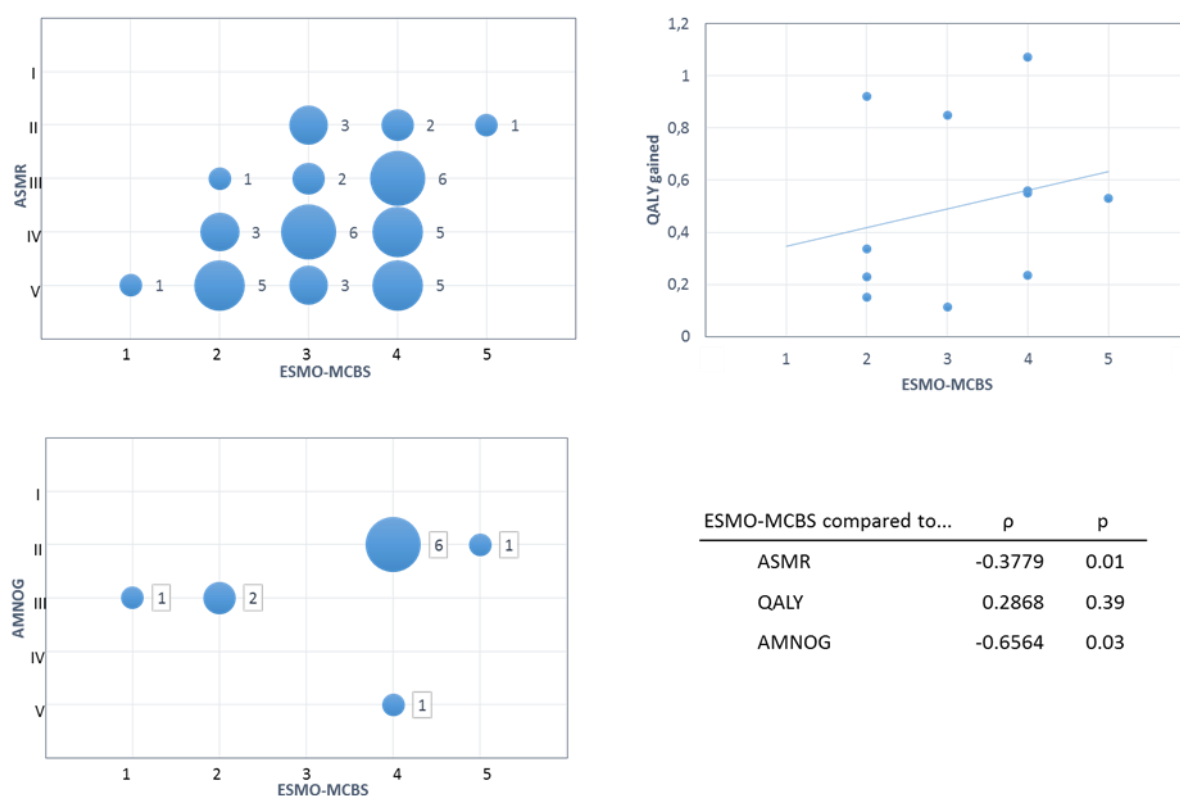 ASMR
I
II
III
IV
V
3 2 1
1 2 6
3 6 5
1 5 3 5
1 2 3 4 5
ESMO-MCBS
QALY gained
1,2
1
0,8
0,6
0,4
0,2
0
1 2 3 4 5
ESMO-MCBS
AMNOG
I
II
III
IV
V
6 1
1 2
1
1 2 3 4 5
ESMO-MCBS
ESMO-MCBS compared to... ρ p
ASMR -0.3779 0.01
QALY 0.2868 0.39
AMNOG -0.6564 0.03